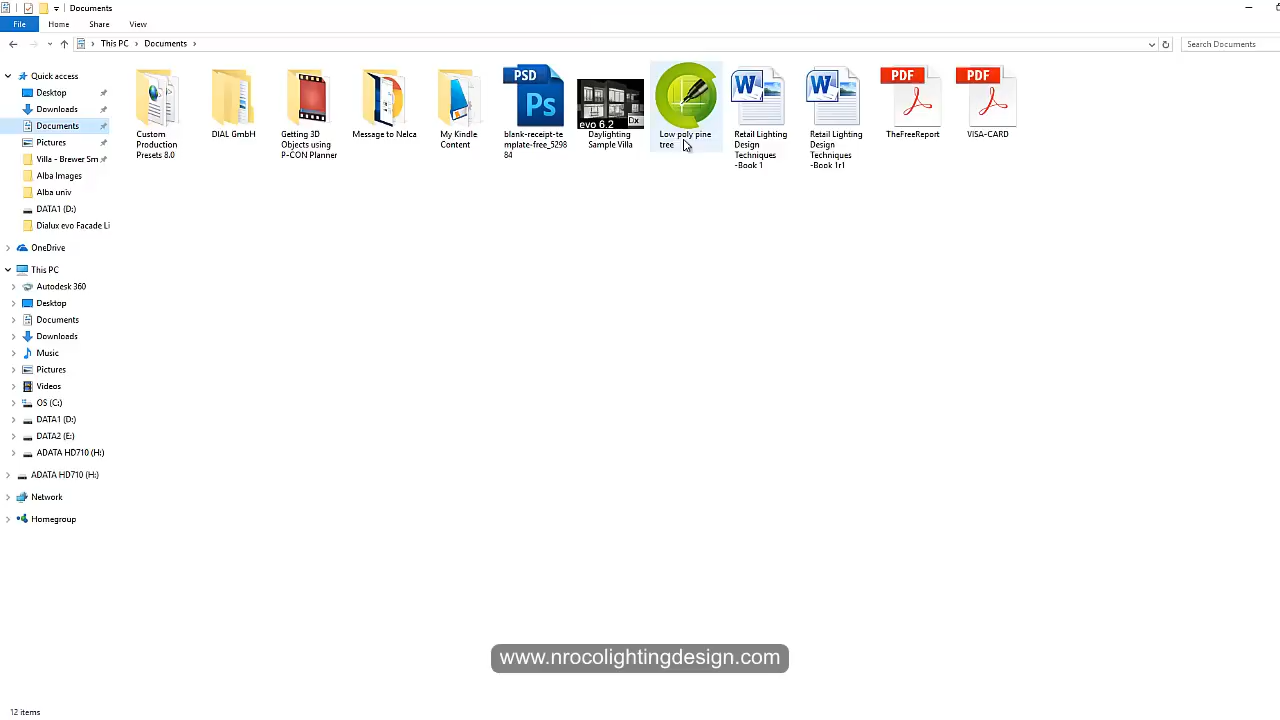 Documents
File Home Share View
This PC Documents Search Documents
Quick access
Desktop
Downloads
Documents
Pictures
Villa - Brewer Sm
Alba Images
Alba univ
DATA1 (D:)
Dialux evo Facade Li
OneDrive
This PC
Autodesk 360
Desktop
Documents
Downloads
Music
Pictures
Videos
OS (C:)
DATA1 (D:)
DATA2 (E:)
ADATA HD710 (H:)
ADATA HD710 (H:)
Network
Homegroup
Custom
Production
Presets 8.0
DIAL GmbH
Getting 3D
Objects using
P-CON Planner
Message to Nelca
My Kindle
Content
PSD
Ps
blank-receipt-te
mplate-free_5298
84
evo 6.2 Dx
Daylighting
Sample Villa
Low poly pine
tree
W
Retail Lighting
Design
Techniques
-Book 1
W
Retail Lighting
Design
Techniques
-Book 1r1
PDF
TheFreeReport
PDF
VISA-CARD
www.nrocolightingdesign.com
12 items